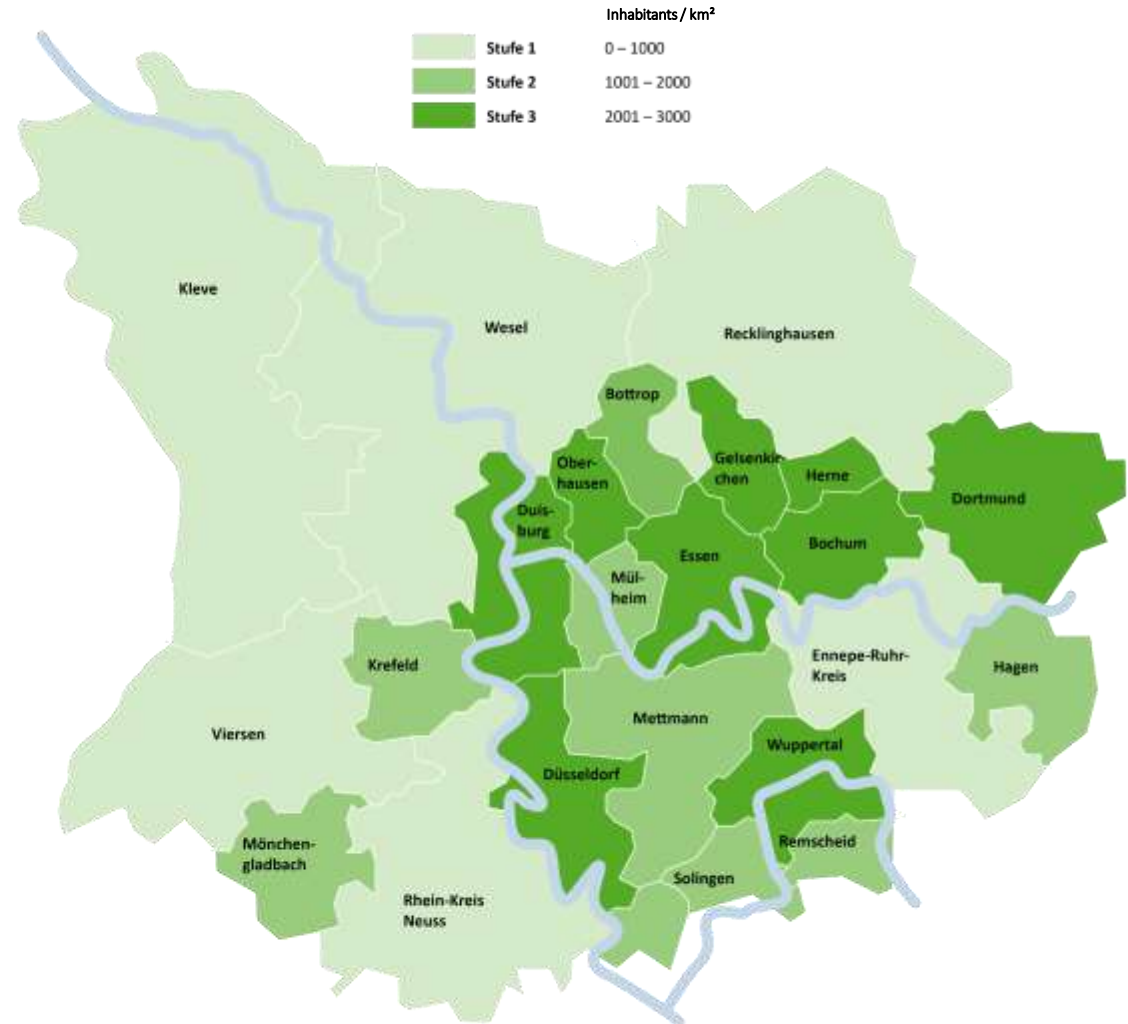 Inhabitants / km²
Stufe 1 0 – 1000
Stufe 2 1001 – 2000
Stufe 3 2001 – 3000
Kleve
Wesel
Recklinghausen
Bottrop
Ober-
hausen
Gelsenkir-
chen
Herne
Dortmund
Duis-
burg
Essen
Bochum
Mül-
heim
Krefeld
Ennepe-Ruhr-
Kreis
Hagen
Viersen
Mettmann
Wuppertal
Düsseldorf
Mönchen-
gladbach
Remscheid
Solingen
Rhein-Kreis
Neuss